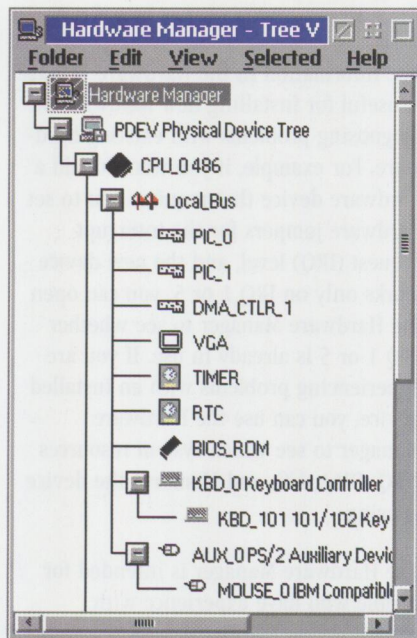 Hardware Manager - Tree V
Folder Edit View Selected Help
Hardware Manager
PDEV Physical Device Tree
CPU_0 486
Local_Bus
PIC_0
PIC_1
DMA_CTLR_1
VGA
TIMER
RTC
BIOS_ROM
KBD_0 Keyboard Controller
KBD_101 101/102 Key
AUX_0 PS/2 Auxiliary Devic
MOUSE_0 IBM Compatibl